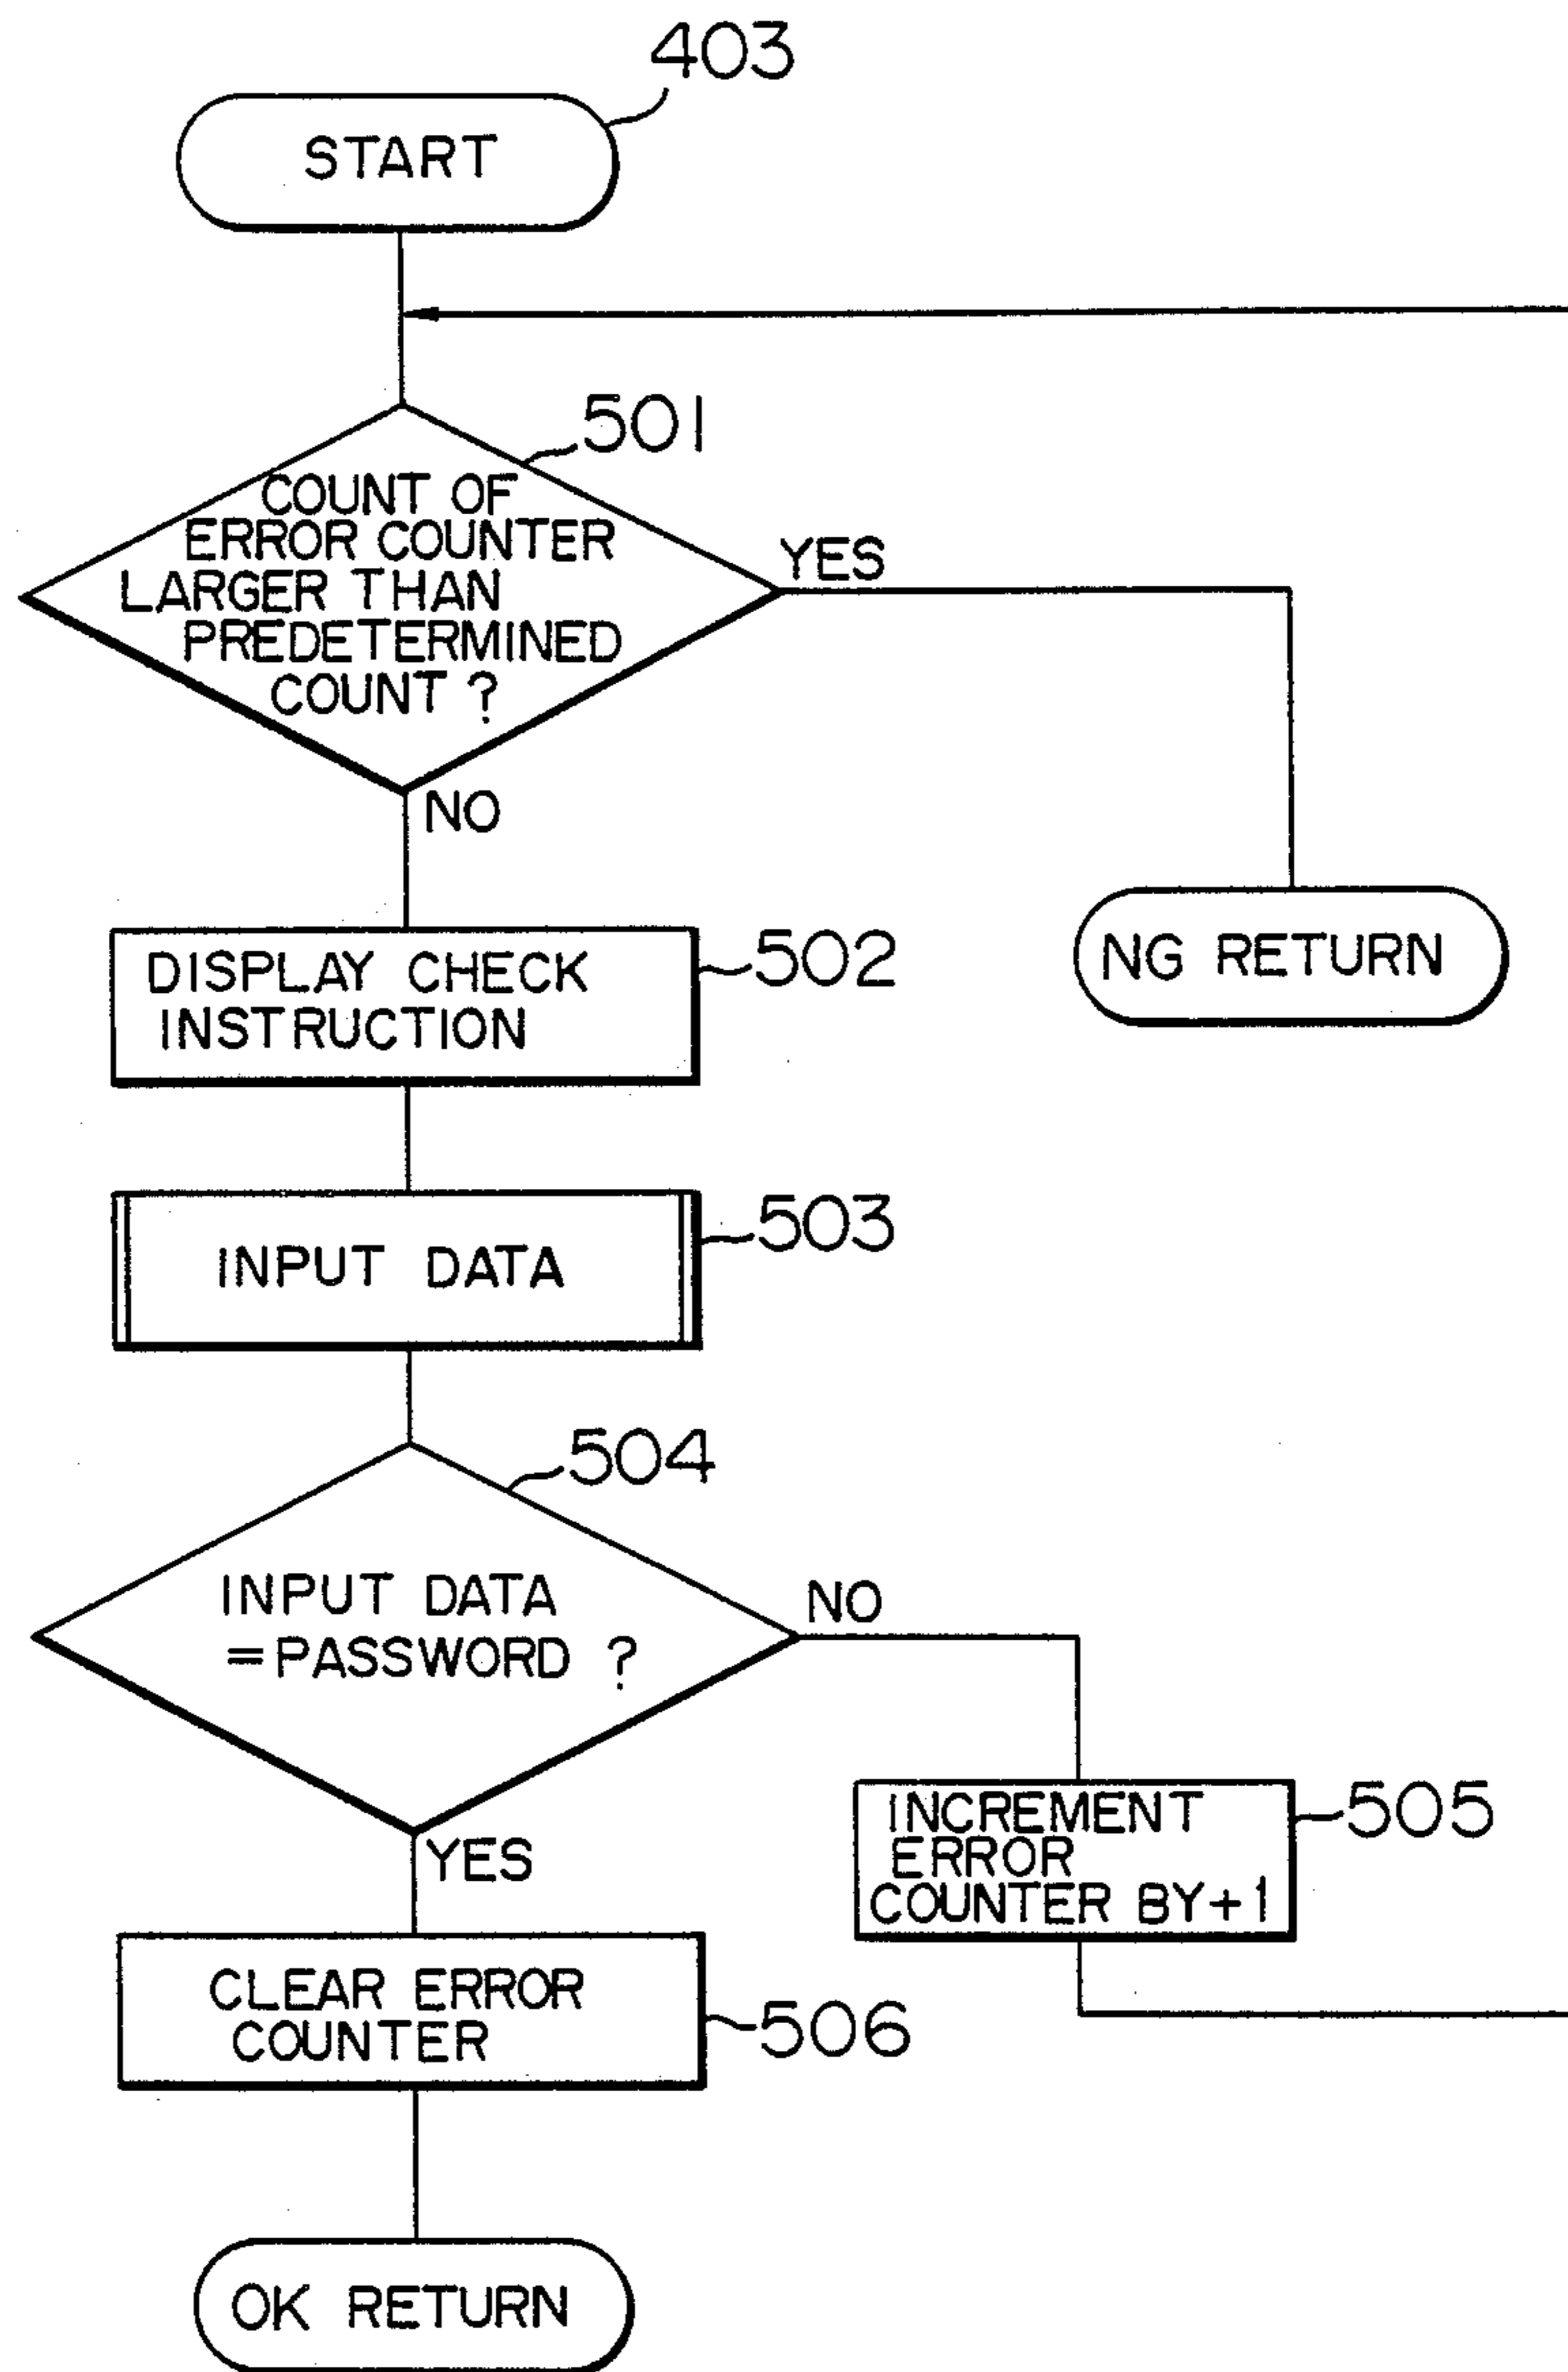 403
START
501
COUNT OF
ERROR COUNTER
LARGER THAN
PREDETERMINED
COUNT ?
YES
NO
NG RETURN
DISPLAY CHECK
INSTRUCTION
502
INPUT DATA
503
504
INPUT DATA
=PASSWORD ?
NO
YES
INCREMENT
ERROR
COUNTER BY+1
505
CLEAR ERROR
COUNTER
506
OK RETURN